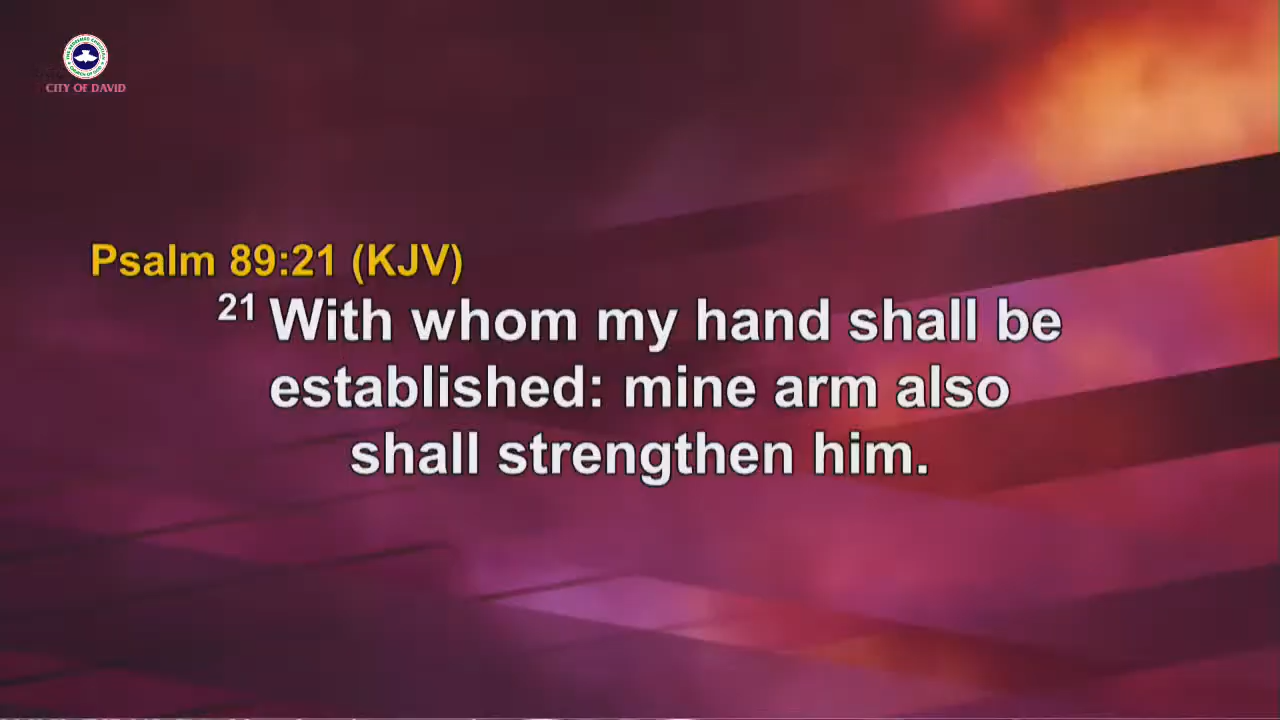 CITY OF DAVID
Psalm 89:21 (KJV)
21 With whom my hand shall be
established: mine arm also
shall strengthen him.